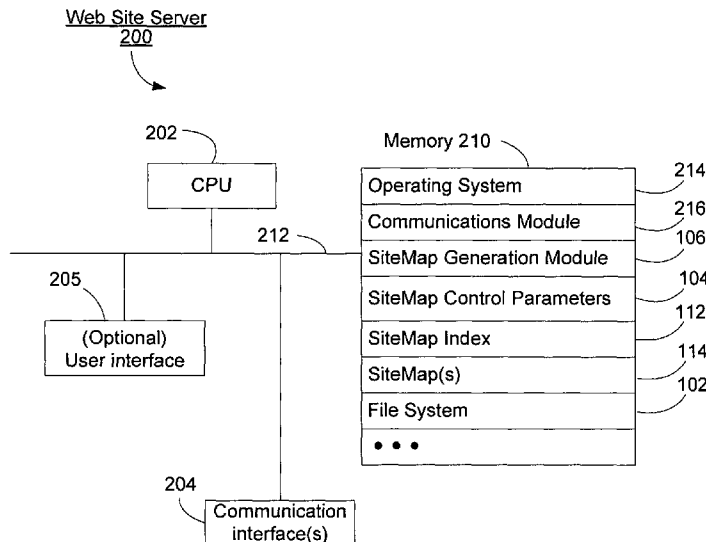 Web Site Server
200
202
CPU
Memory 210
Operating System
214
Communications Module
216
212
SiteMap Generation Module
106
SiteMap Control Parameters
104
205
(Optional)
User interface
SiteMap Index
112
SiteMap(s)
114
File System
102
• • •
204
Communication
interface(s)